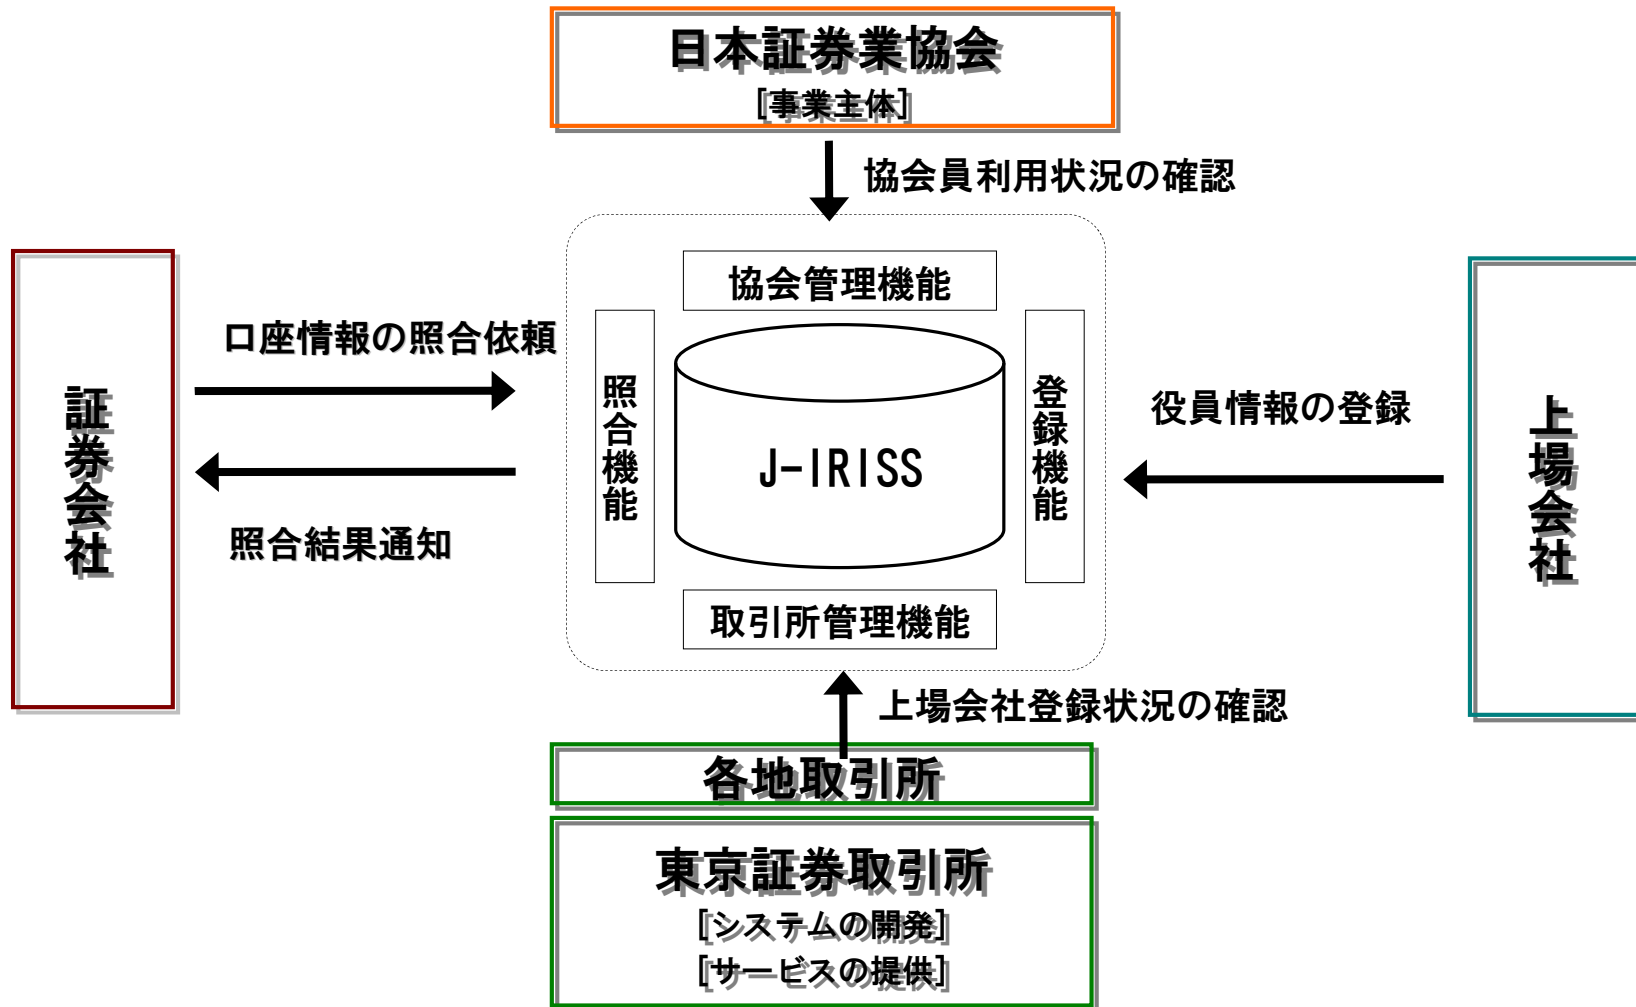 日本証券業協会
[事業主体]
協会員利用状況の確認
協会管理機能
口座情報の照合依頼
照合機能
登録機能
役員情報の登録
証券会社
J-IRISS
上場会社
照合結果通知
取引所管理機能
上場会社登録状況の確認
各地取引所
東京証券取引所
[システムの開発]
[サービスの提供]